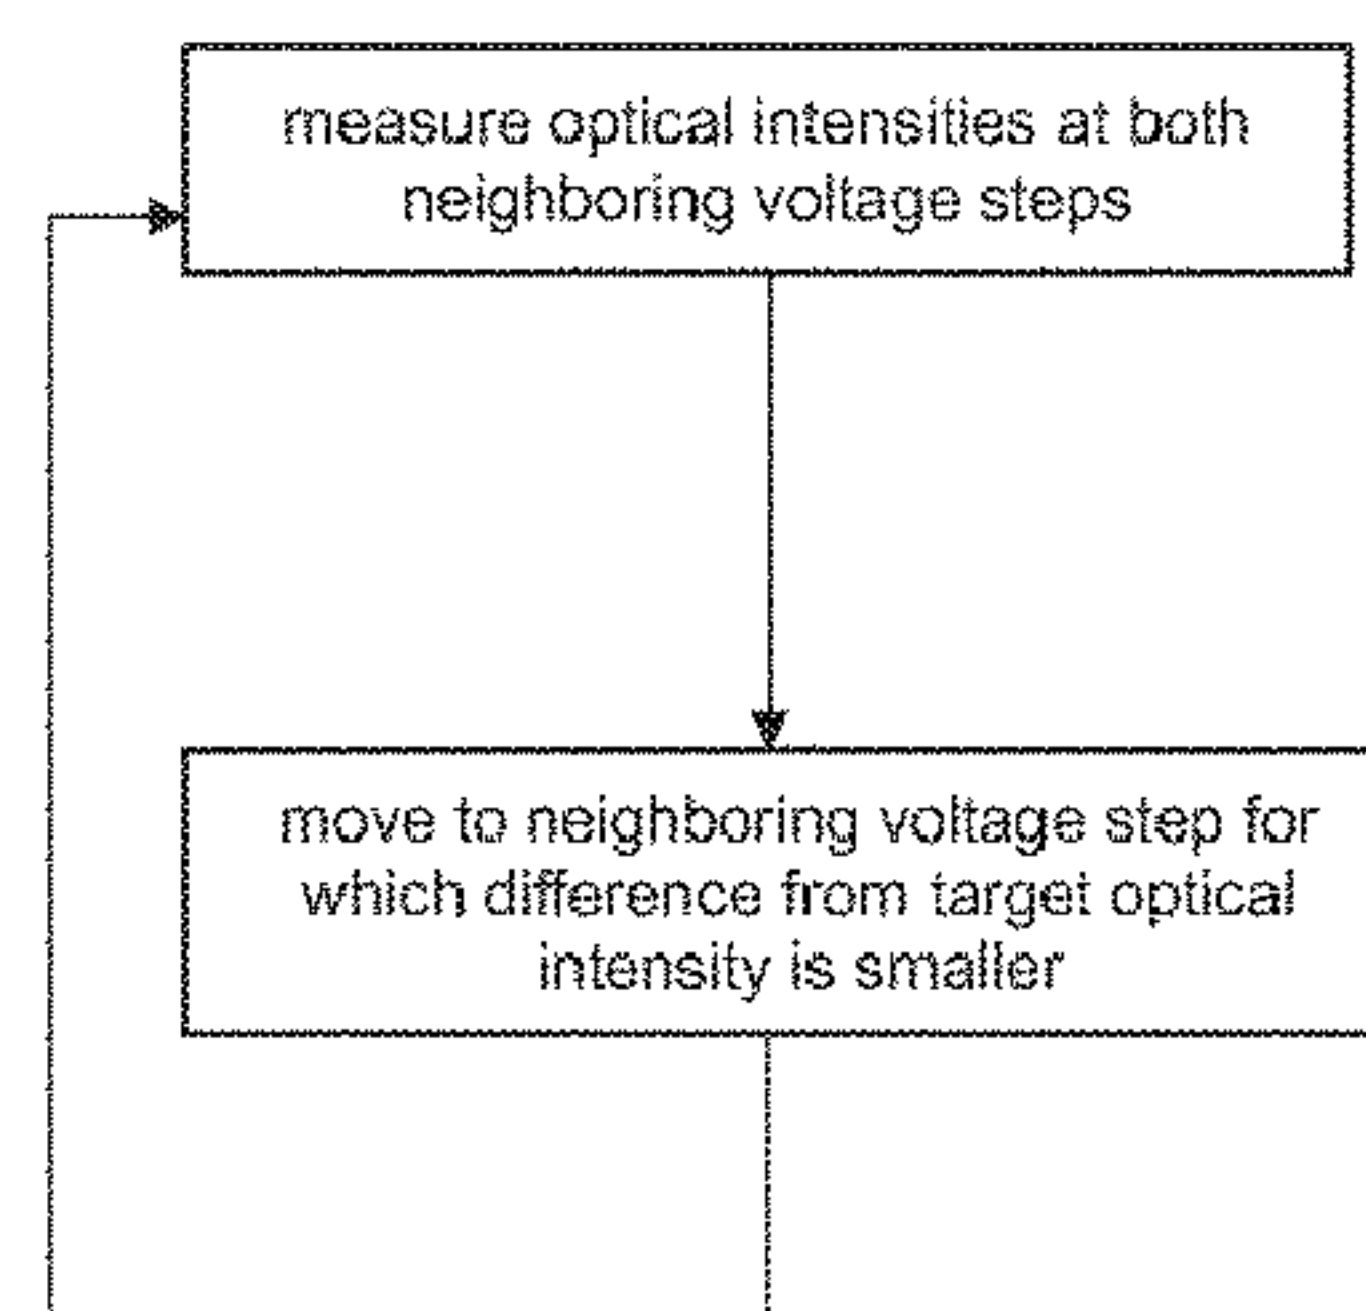 measure optical intensities at both
neighboring voltage steps
move to neighboring voltage step for
which difference from target optical
intensity is smaller